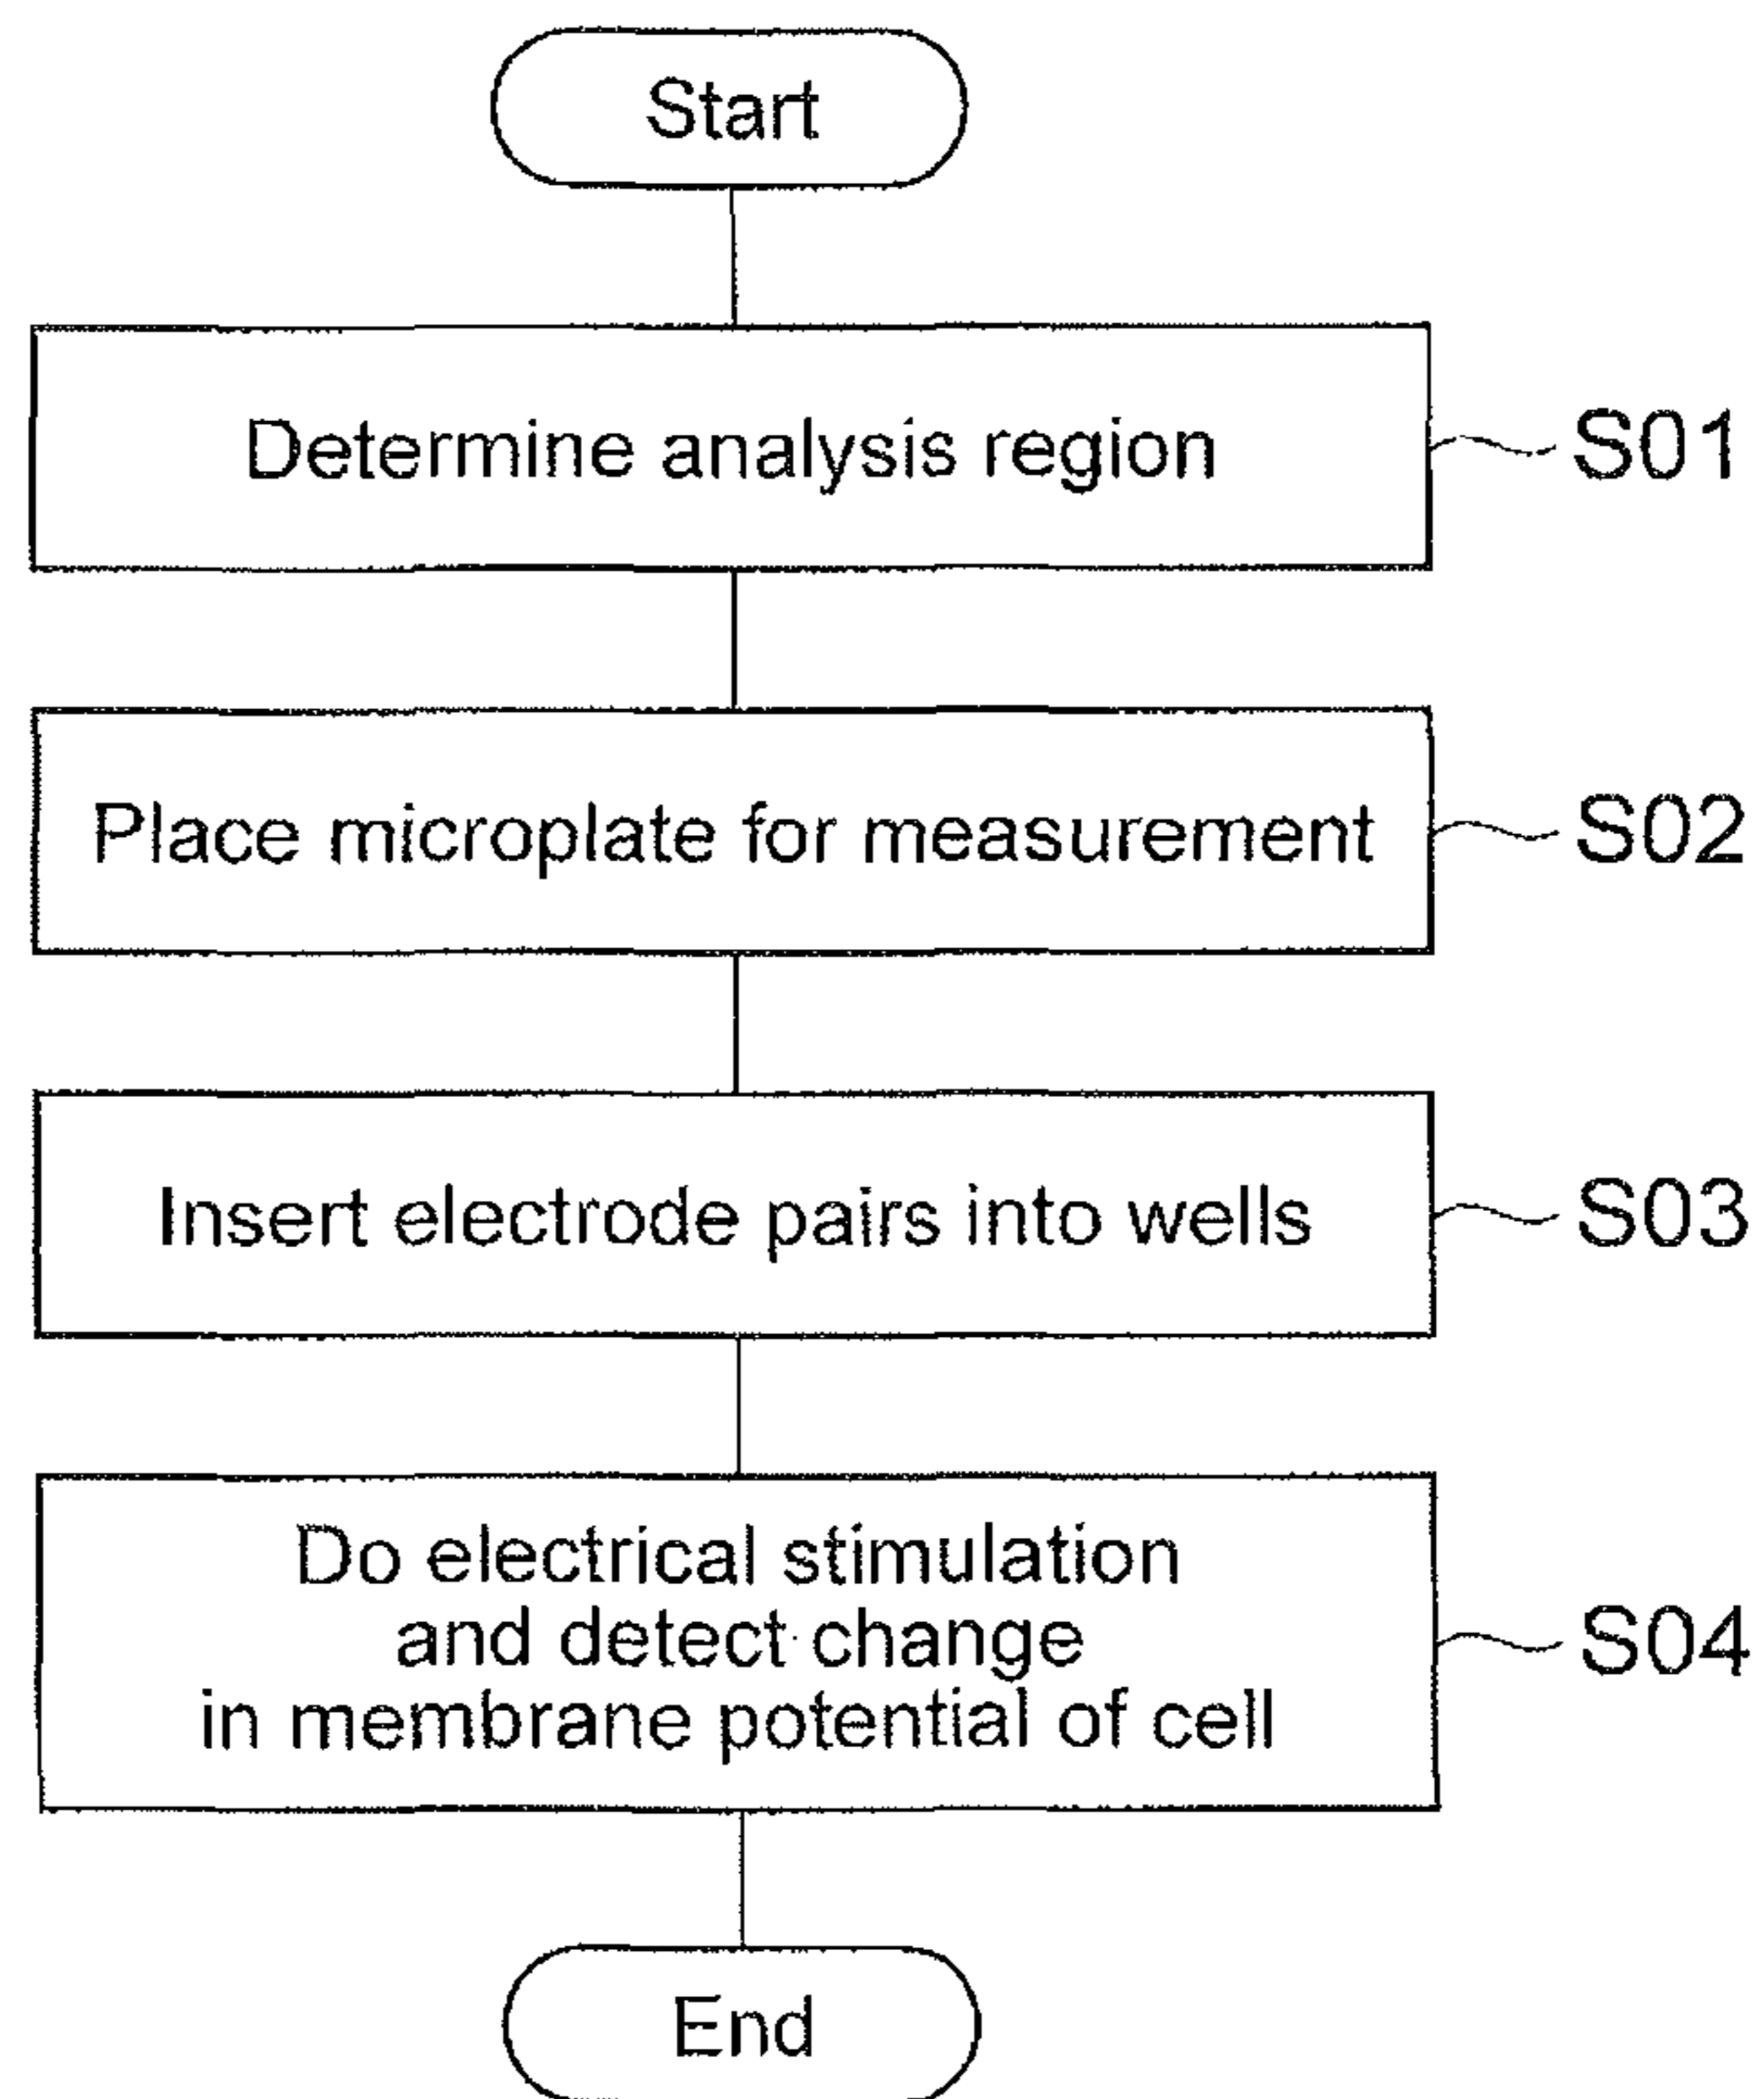 Start
Determine analysis region
S01
Place microplate for measurement
S02
Insert electrode pairs into wells
S03
Do electrical stimulation
and detect change
in membrane potential of cell
S04
End